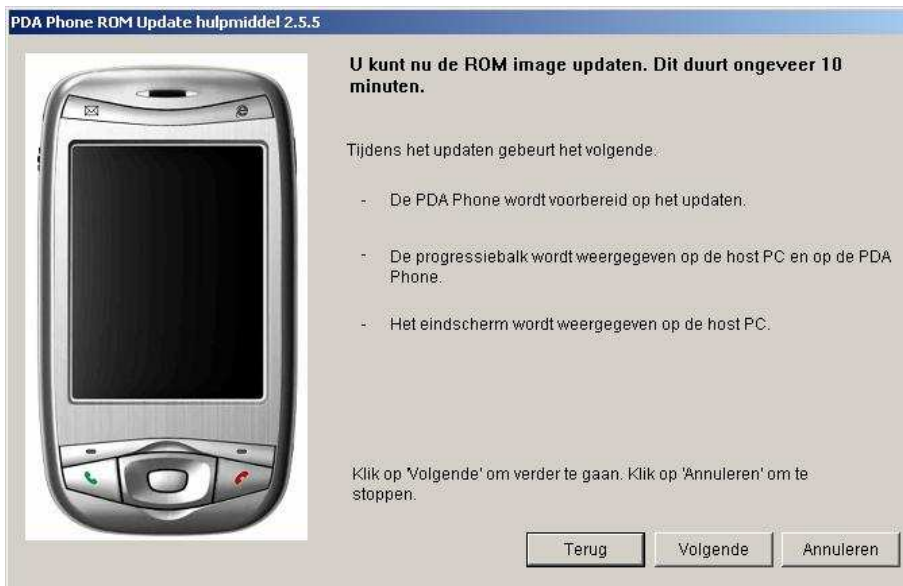 PDA Phone ROM Update hulpmiddel 2.5.5
U kunt nu de ROM image updaten. Dit duurt ongeveer 10
minuten.
Tijdens het updaten gebeurt het volgende.
- De PDA Phone wordt voorbereid op het updaten.
- De progressiebalk wordt weergegeven op de host PC en op de PDA
Phone.
- Het eindscherm wordt weergegeven op de host PC.
Klik op 'Volgende' om verder te gaan. Klik op 'Annuleren' om te
stoppen.
Terug
Volgende
Annuleren